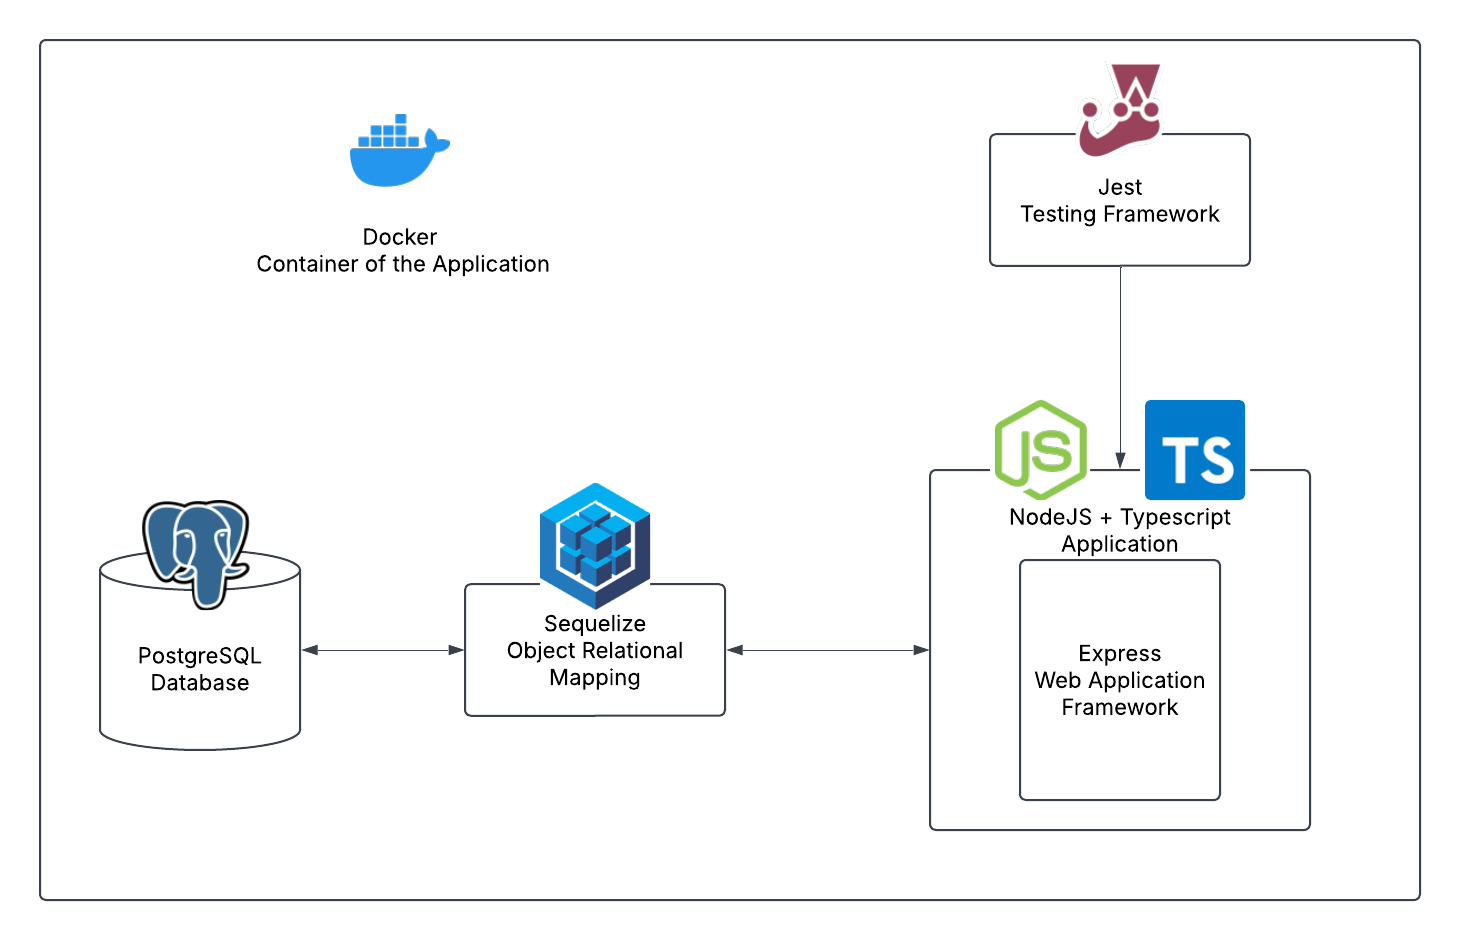 Docker
Container of the Application
Jest
Testing Framework
JS
TS
NodeJS + Typescript
Application
PostgreSQL
Database
Sequelize
Object Relational
Mapping
Express
Web Application
Framework